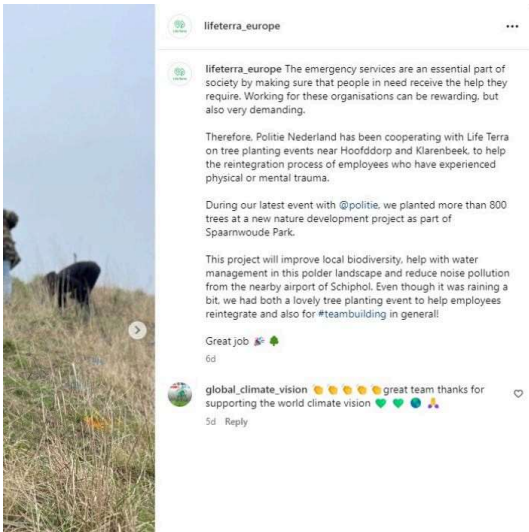 lifeterra_europe
lifeterra_europe The emergency services are an essential part of
society by making sure that people in need receive the help they
require. Working for these organisations can be rewarding, but
also very demanding.
Therefore, Politie Nederland has been cooperating with Life Terra
on tree planting events near Hoofddorp and Klarenbeek, to help
the reintegration process of employees who have experienced
physical or mental trauma.
During our latest event with @politie, we planted more than 800
trees at a new nature development project as part of
Spaarnwoude Park.
This project will improve local biodiversity, help with water
management in this polder landscape and reduce noise pollution
from the nearby airport of Schiphol. Even though it was raining a
bit, we had both a lovely tree planting event to help employees
reintegrate and also for #teambuilding in general!
Great job 🎉 🌲
6d
global_climate_vision 👏 👏 👏 👏 👏 great team thanks for
supporting the world climate vision 💚 💚 🌍 🙏
5d Reply